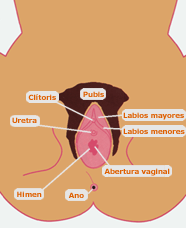 Pubis
Clitoris
Labios mayores
Uretra
Labios menores
Abertura vaginal
Himen
Ano